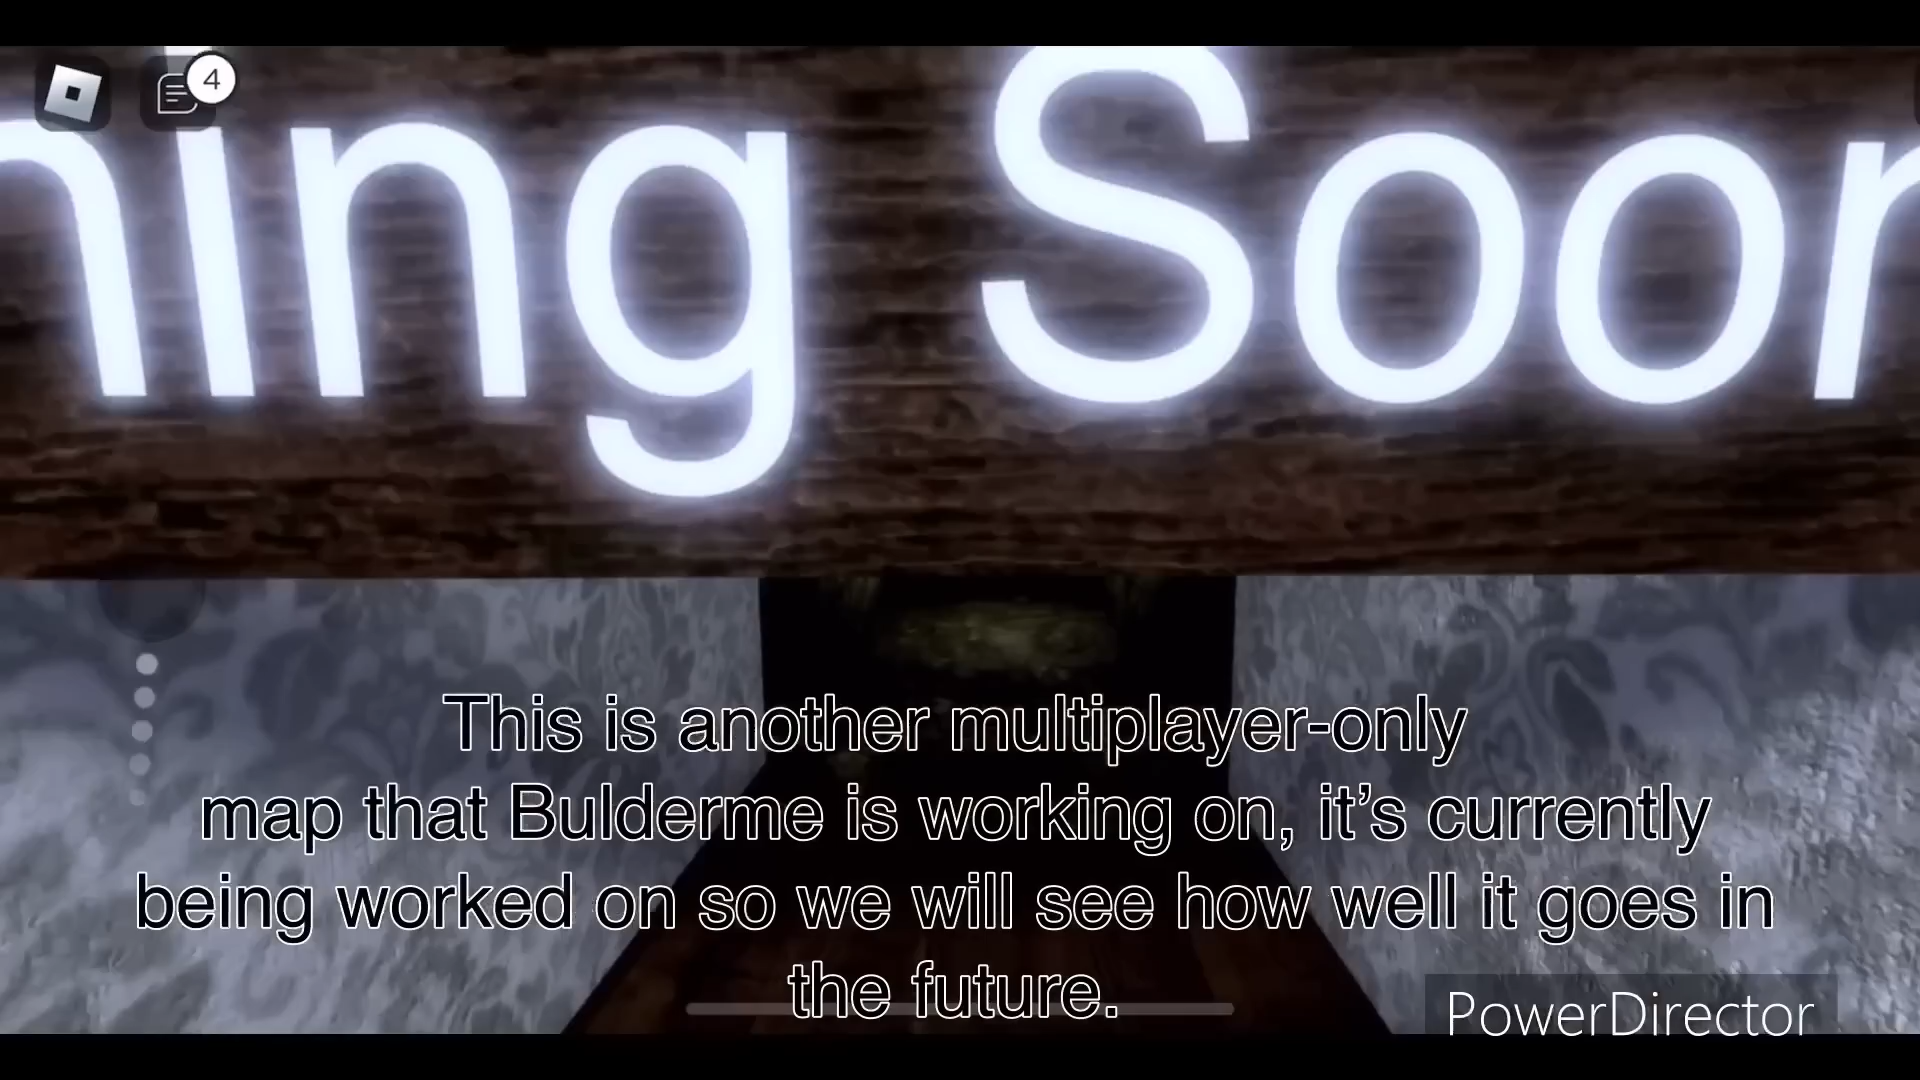 4
ning Soon
This is another multiplayer-only
map that Bulderme is working on, it’s currently
being worked on so we will see how well it goes in
the future.
PowerDirector